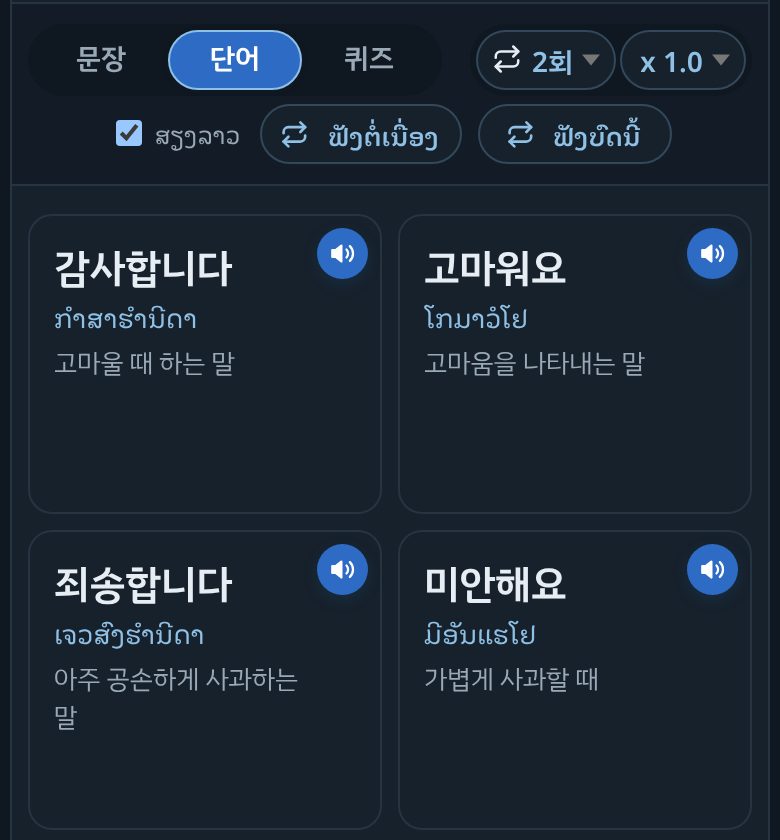 문장 단어 퀴즈 2회 x 1.0
ສຽງລາວ ຟັງຕໍ່ເນື່ອງ ຟັງບົດນີ້
감사합니다
ກຳສາຮຳນີດາ
고마울 때 하는 말
고마워요
ໂກມາວໍໂຢ
고마움을 나타내는 말
죄송합니다
ເຈວສົງຮຳນີດາ
아주 공손하게 사과하는
말
미안해요
ມີອັນແຮໂຢ
가볍게 사과할 때